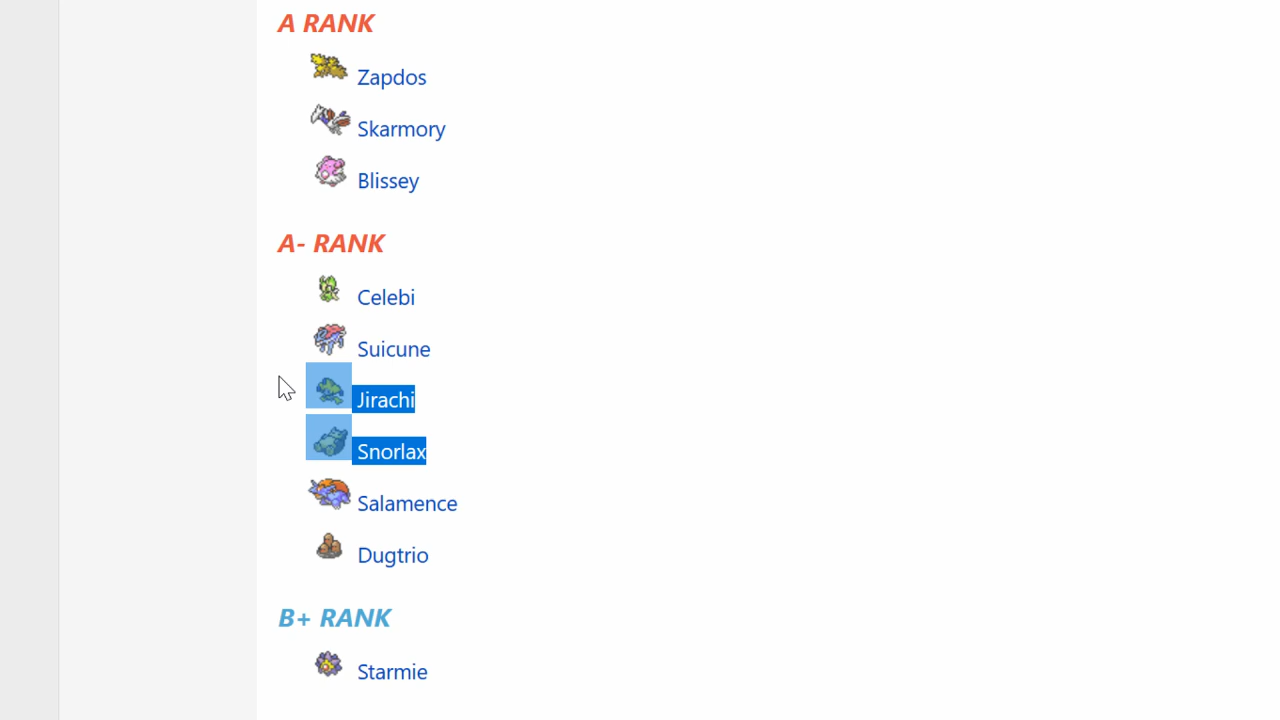 A RANK
Zapdos
Skarmory
Blissey
A- RANK
Celebi
Suicune
Jirachi
Snorlax
Salamence
Dugtrio
B+ RANK
Starmie